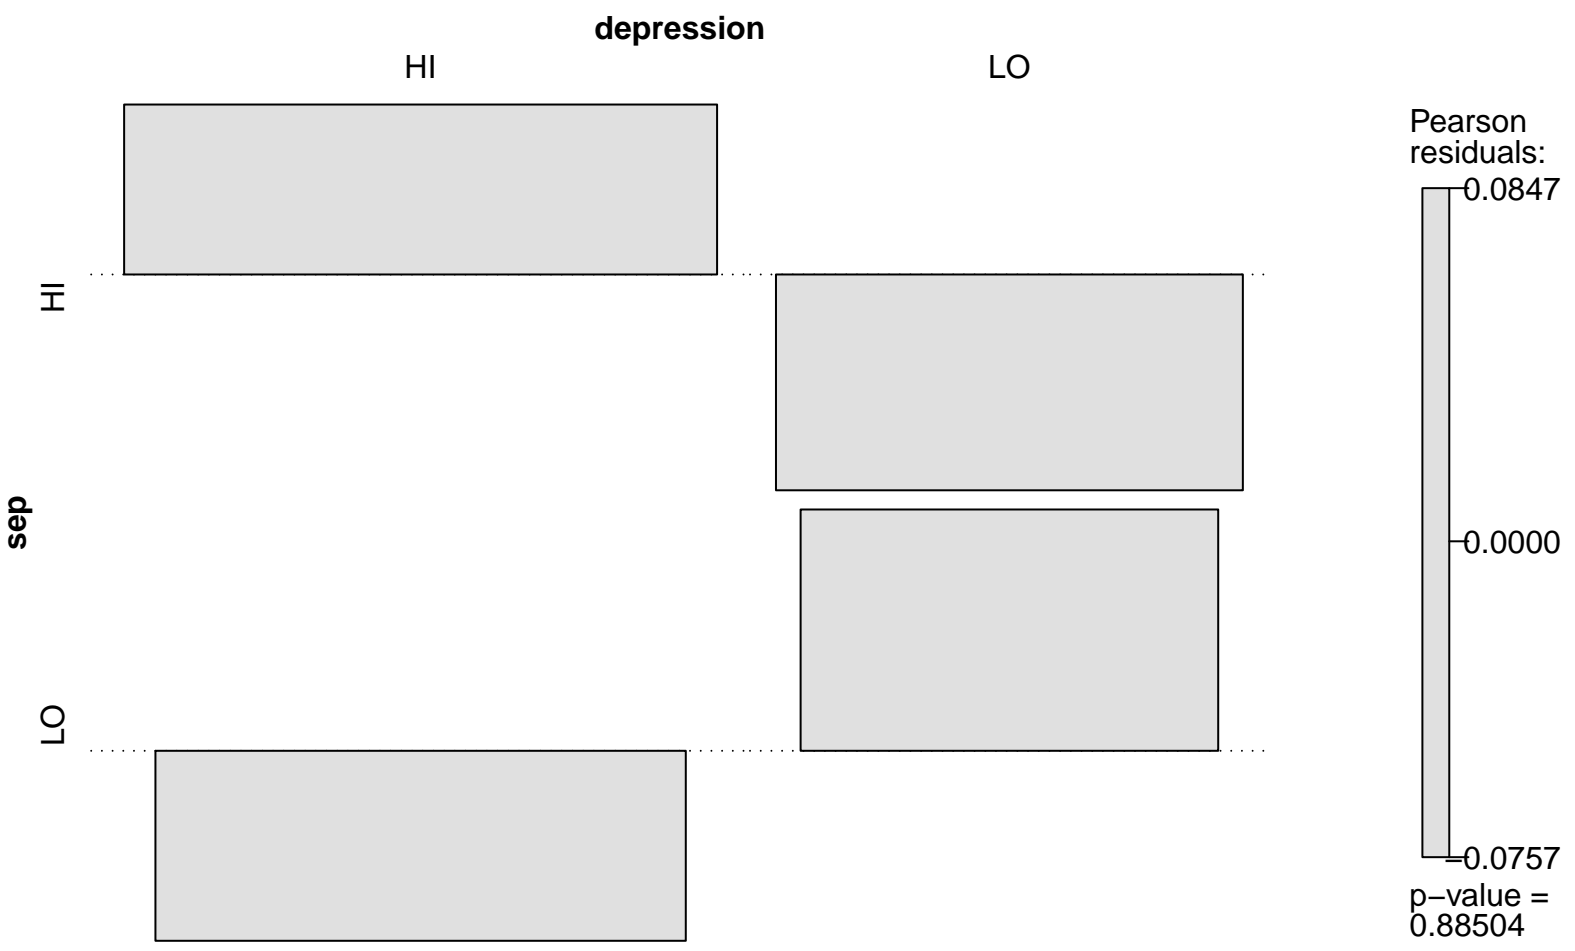 depression
HI
LO
Pearson
residuals:
0.0847
HI
sep
0.0000
LO
−0.0757
p−value =
0.88504